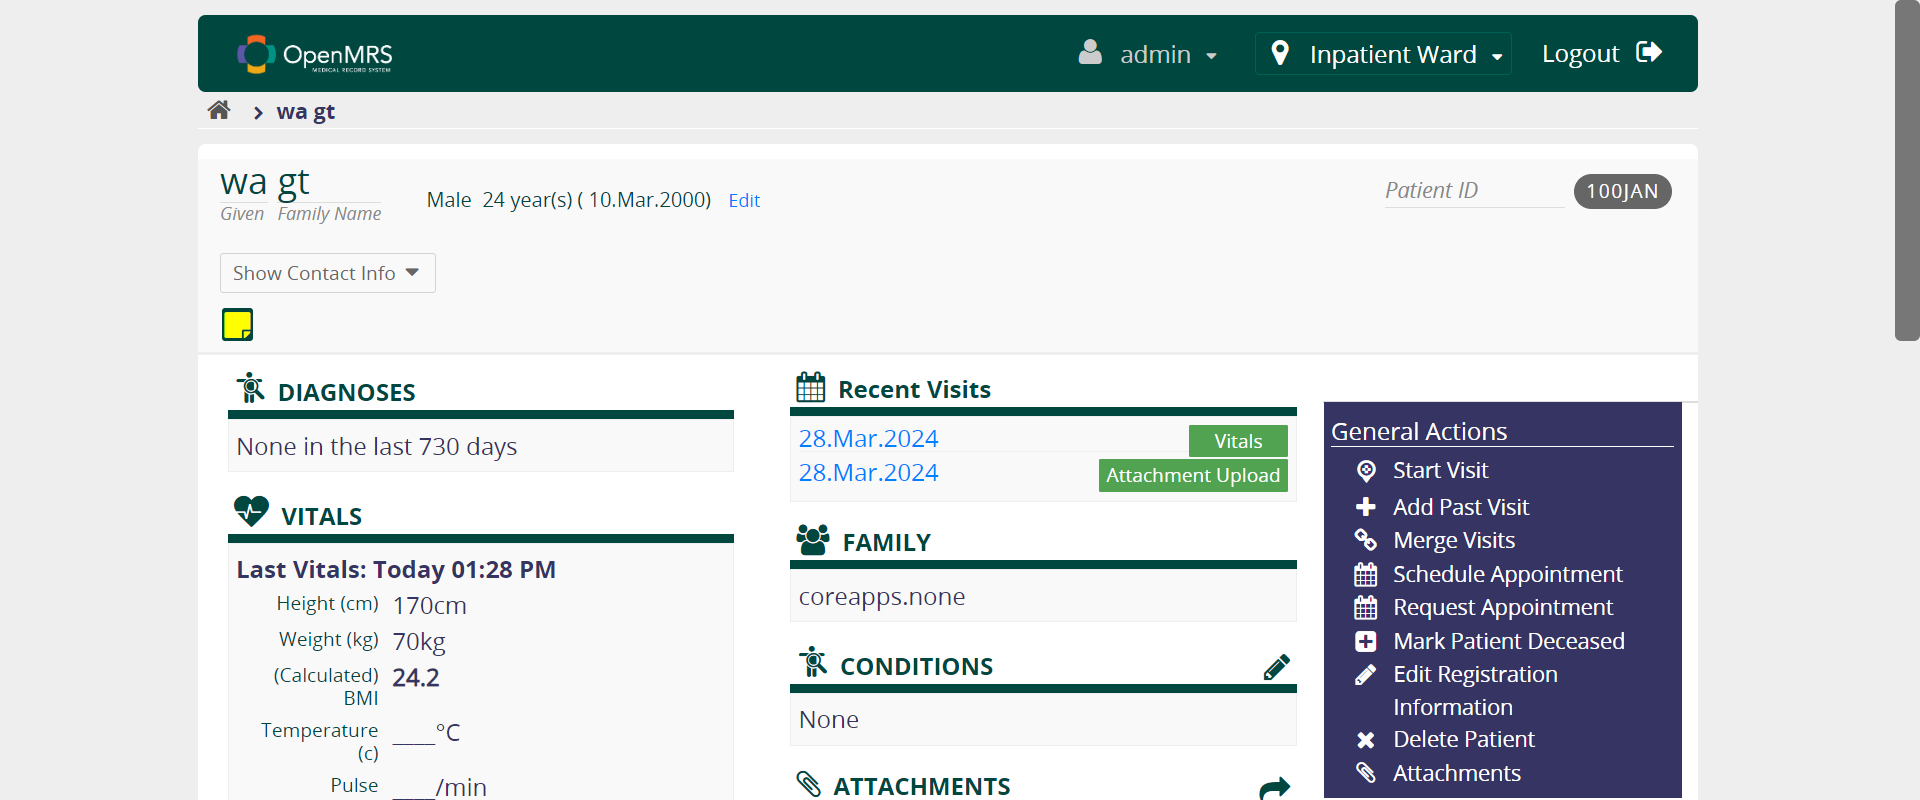 OpenMRS
MEDICAL RECORD SYSTEM
admin
Inpatient Ward
Logout
wa gt
wa gt
Given Family Name
Male 24 year(s) ( 10.Mar.2000) Edit
Patient ID 100JAN
Show Contact Info
DIAGNOSES
None in the last 730 days
VITALS
Last Vitals: Today 01:28 PM
Height (cm) 170cm
Weight (kg) 70kg
(Calculated) BMI 24.2
Temperature (c) ____°C
Pulse ____/min
Recent Visits
28.Mar.2024 Vitals
28.Mar.2024 Attachment Upload
FAMILY
coreapps.none
CONDITIONS
None
ATTACHMENTS
General Actions
Start Visit
Add Past Visit
Merge Visits
Schedule Appointment
Request Appointment
Mark Patient Deceased
Edit Registration
Information
Delete Patient
Attachments